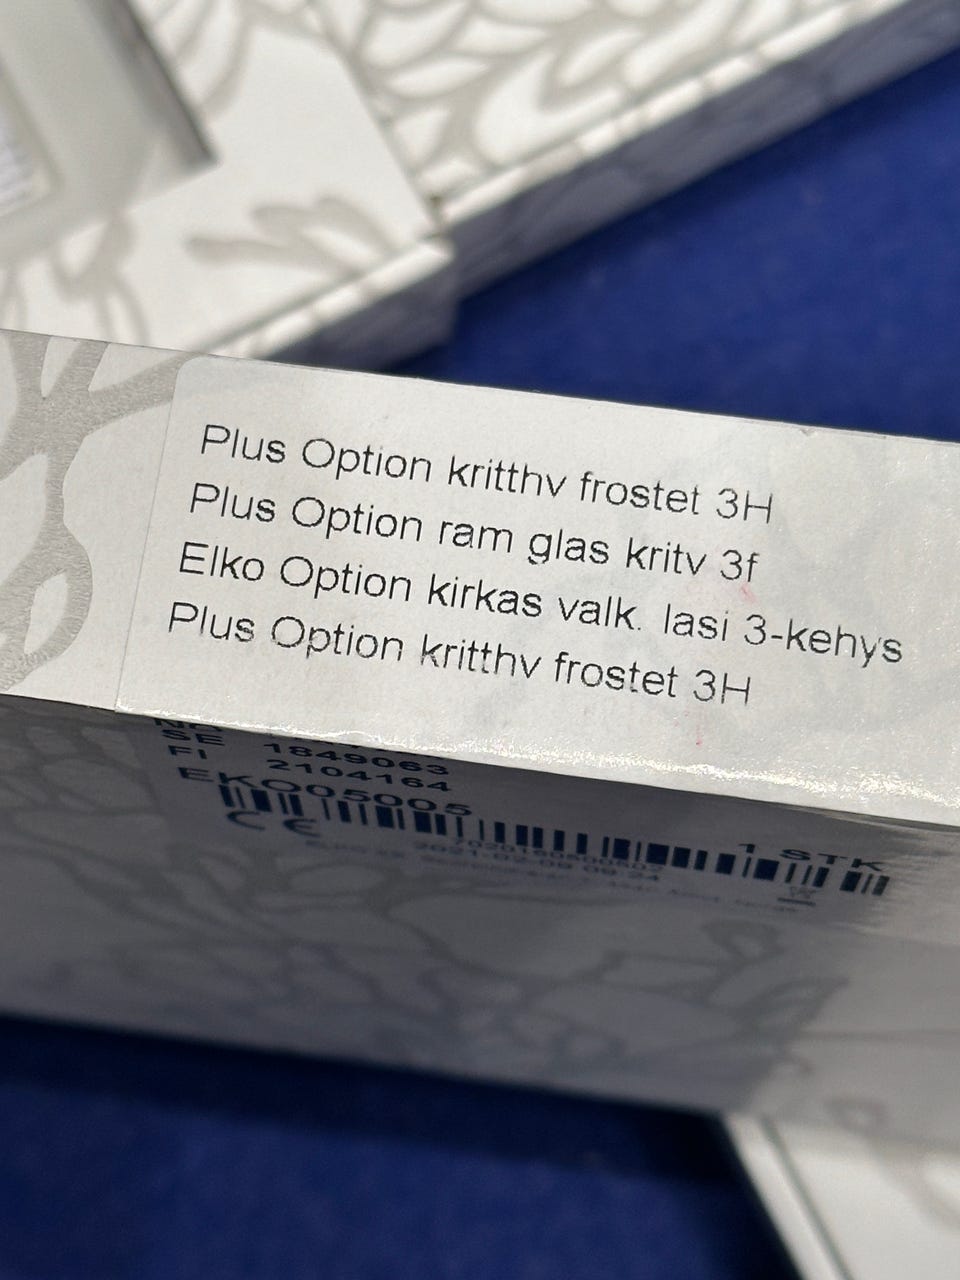 Plus Option kritthv frostet 3H
Plus Option ram glas kritv 3f
Elko Option kirkas valk. lasi 3-kehys
Plus Option kritthv frostet 3H
NO
SE 1849063
FI 2104164
EKO05005
CE
1 STK